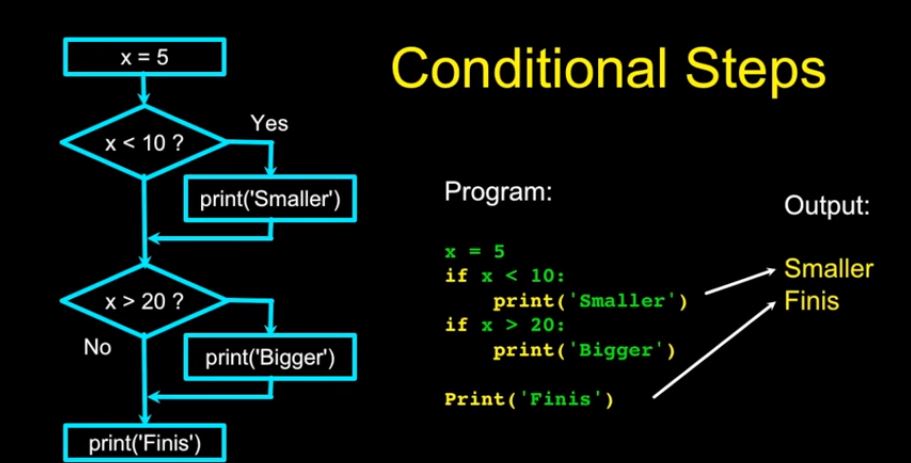 Conditional Steps
x = 5
x < 10 ?
Yes
print('Smaller')
x > 20 ?
No
print('Bigger')
print('Finis')
Program:
x = 5
if x < 10:
    print('Smaller')
if x > 20:
    print('Bigger')
Print('Finis')
Output:
Smaller
Finis